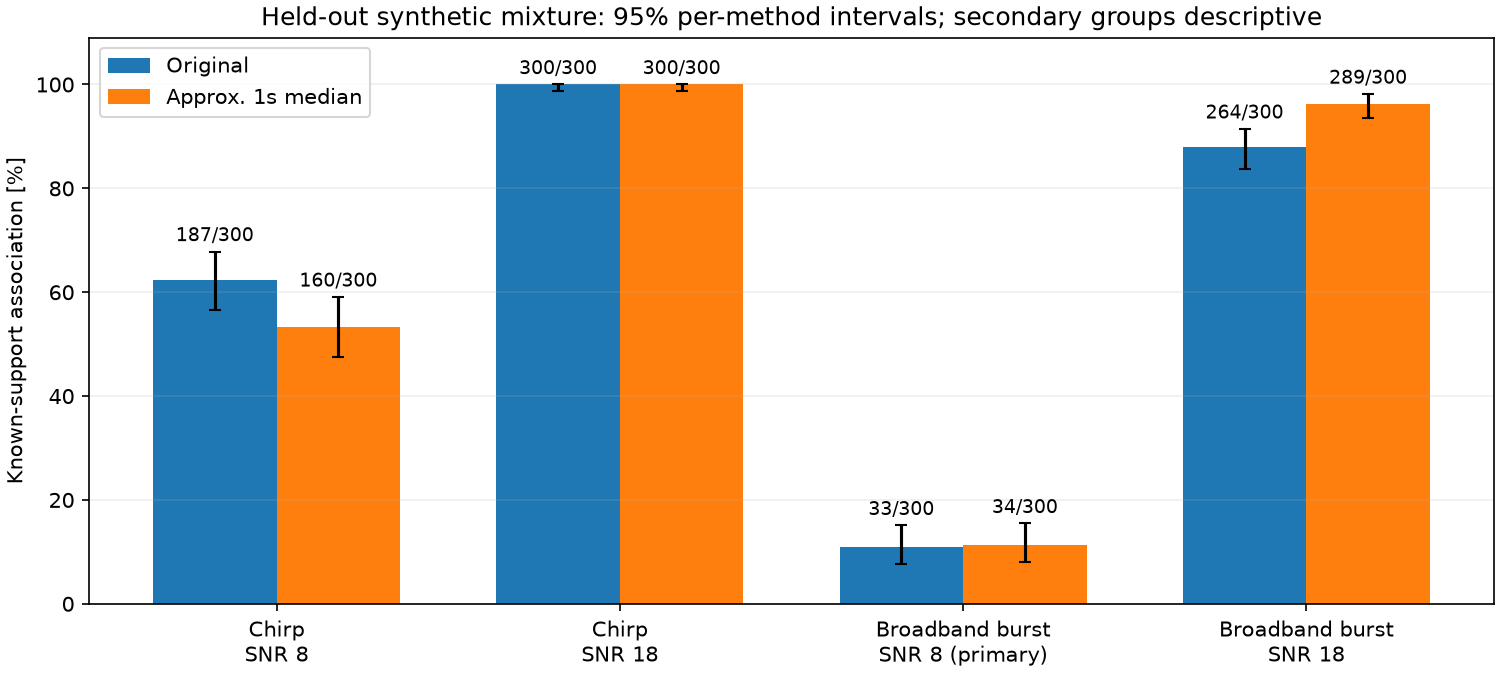 Held-out synthetic mixture: 95% per-method intervals; secondary groups descriptive
Original
Approx. 1s median
Known-support association [%]
100
80
60
40
20
0
187/300
160/300
300/300
300/300
33/300
34/300
264/300
289/300
Chirp
SNR 8
Chirp
SNR 18
Broadband burst
SNR 8 (primary)
Broadband burst
SNR 18